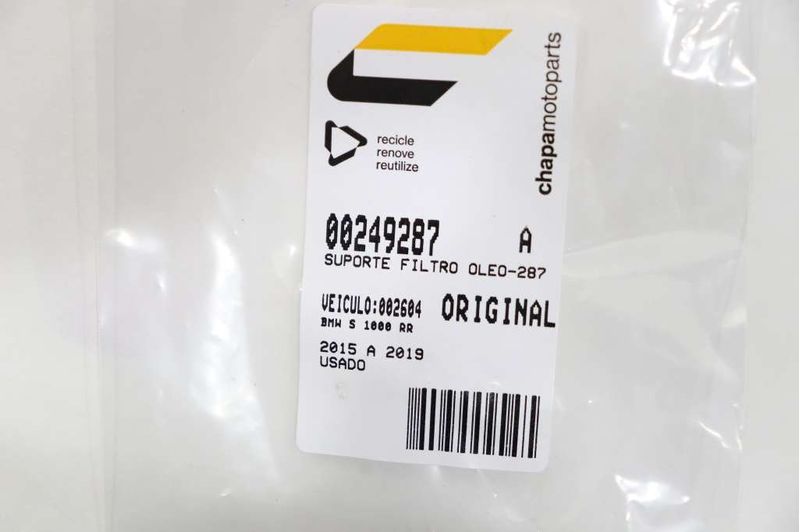 chapamotoparts
recicle
renove
reutilize
00249287 A
SUPORTE FILTRO OLEO-287
VEICULO:002604 ORIGINAL
BMW S 1000 RR
2015 A 2019
USADO